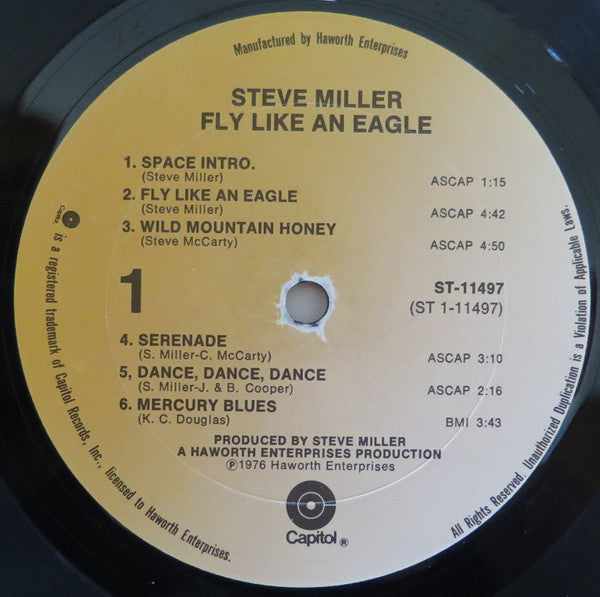 Manufactured by Haworth Enterprises
STEVE MILLER
FLY LIKE AN EAGLE
1. SPACE INTRO.
(Steve Miller)
ASCAP 1:15
2. FLY LIKE AN EAGLE
(Steve Miller)
ASCAP 4:42
3. WILD MOUNTAIN HONEY
(Steve McCarty)
ASCAP 4:50
1
ST-11497
(ST 1-11497)
4. SERENADE
(S. Miller-C. McCarty)
ASCAP 3:10
5, DANCE, DANCE, DANCE
(S. Miller-J. & B. Cooper)
ASCAP 2:16
6. MERCURY BLUES
(K. C. Douglas)
BMI 3:43
PRODUCED BY STEVE MILLER
A HAWORTH ENTERPRISES PRODUCTION
Ⓟ1976 Haworth Enterprises
Capitol®
Capitol® is a registered trademark of Capitol Records, Inc., licensed to Haworth Enterprises.
All Rights Reserved. Unauthorized Duplication is a Violation of Applicable Laws.